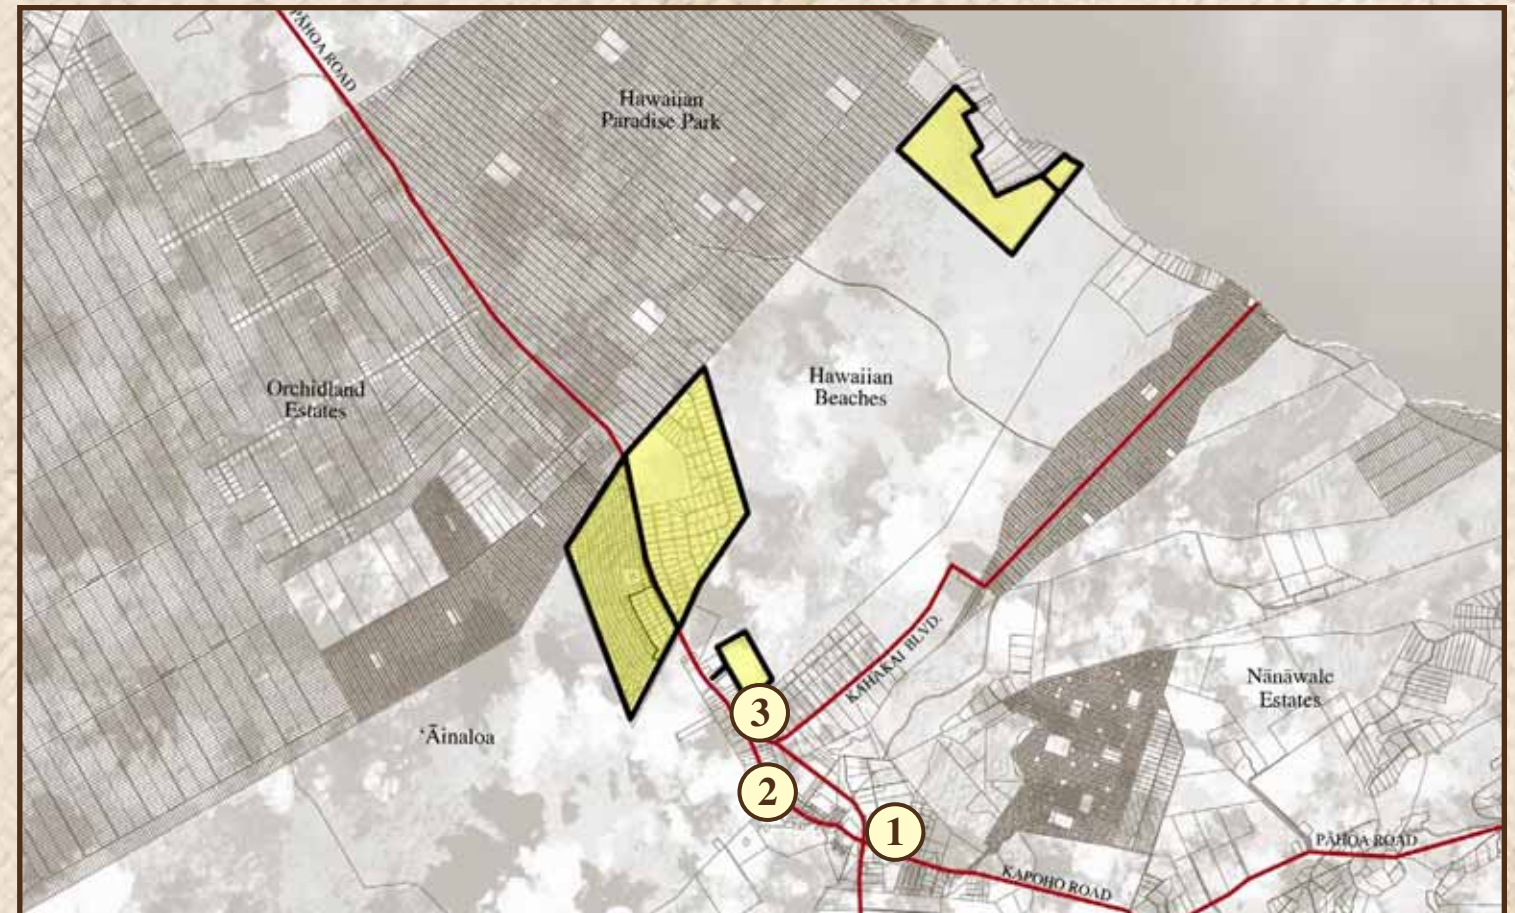 PĀHOA ROAD
Hawaiian
Paradise Park
Orchidland
Estates
Hawaiian
Beaches
KAHAKAI BLVD.
Nānāwale
Estates
'Āinaloa
3
2
1
PĀHOA ROAD
KAPOHO ROAD